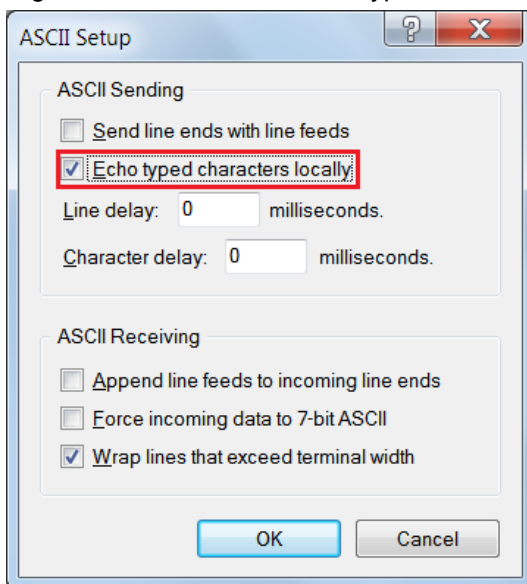 ASCII Setup
ASCII Sending
Send line ends with line feeds
Echo typed characters locally
Line delay: 0 milliseconds.
Character delay: 0 milliseconds.
ASCII Receiving
Append line feeds to incoming line ends
Force incoming data to 7-bit ASCII
Wrap lines that exceed terminal width
OK Cancel